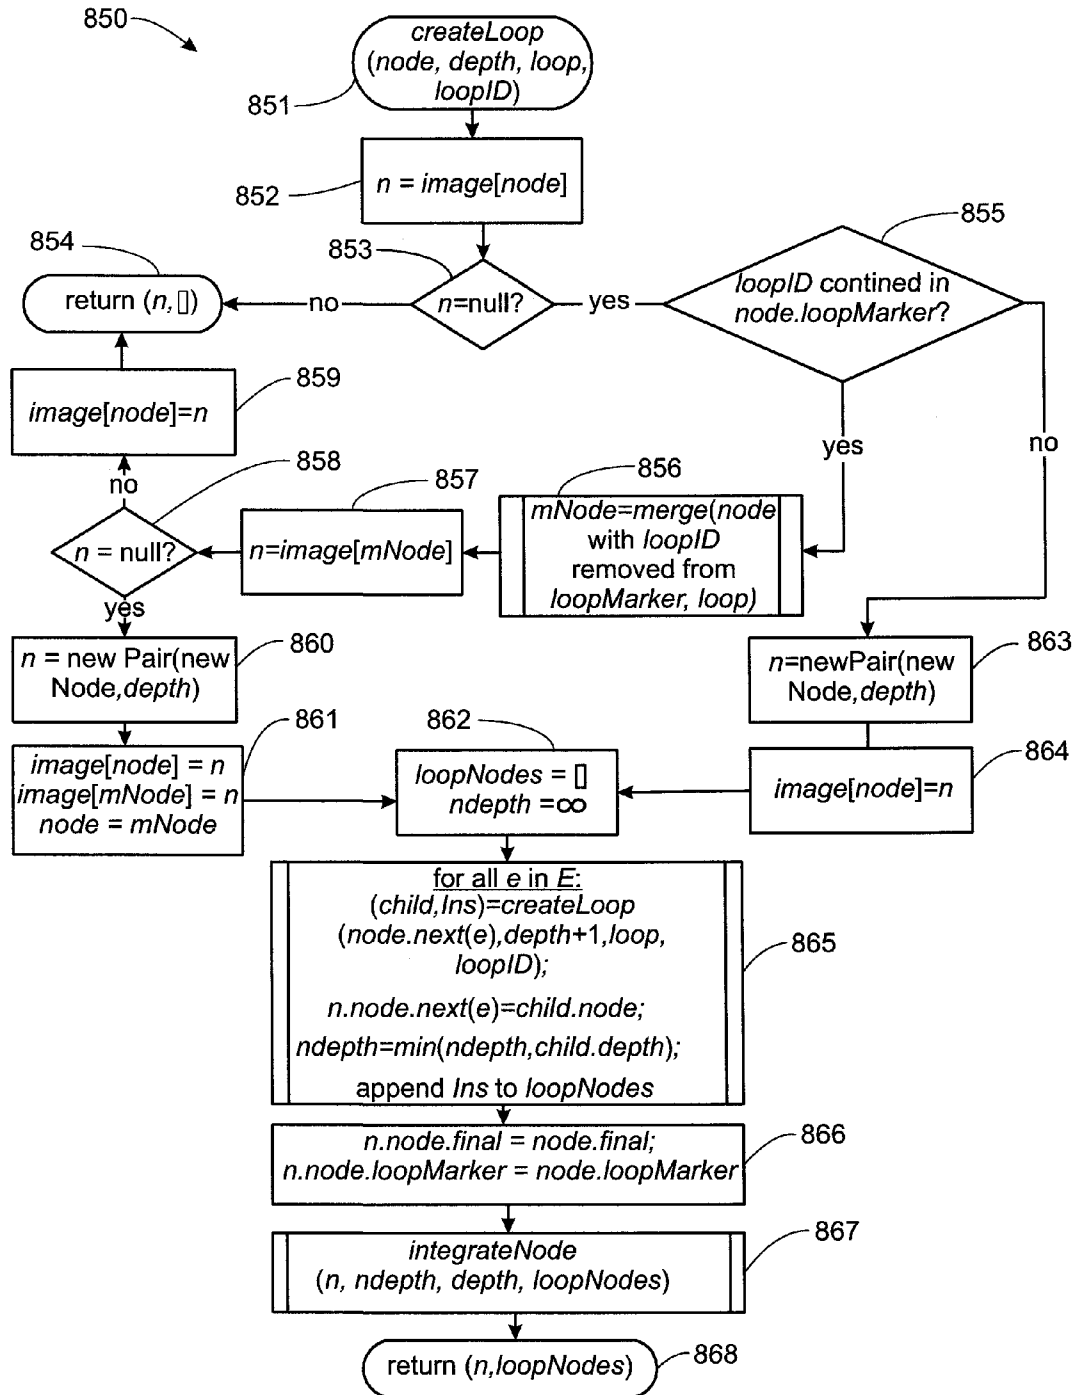 850
createLoop
(node, depth, loop,
loopID)
851
n = image[node]
852
853
n=null?
no
yes
854
return (n, [])
855
loopID contined in
node.loopMarker?
yes
no
859
image[node]=n
858
no
n = null?
yes
857
n=image[mNode]
856
mNode=merge(node
with loopID
removed from
loopMarker, loop)
860
n = new Pair(new
Node,depth)
863
n=newPair(new
Node,depth)
861
image[node] = n
image[mNode] = n
node = mNode
862
loopNodes = []
ndepth =∞
864
image[node]=n
for all e in E:
(child,lns)=createLoop
(node.next(e),depth+1,loop,
loopID);
n.node.next(e)=child.node;
ndepth=min(ndepth,child.depth);
append lns to loopNodes
865
n.node.final = node.final;
n.node.loopMarker = node.loopMarker
866
integrateNode
(n, ndepth, depth, loopNodes)
867
return (n,loopNodes)
868